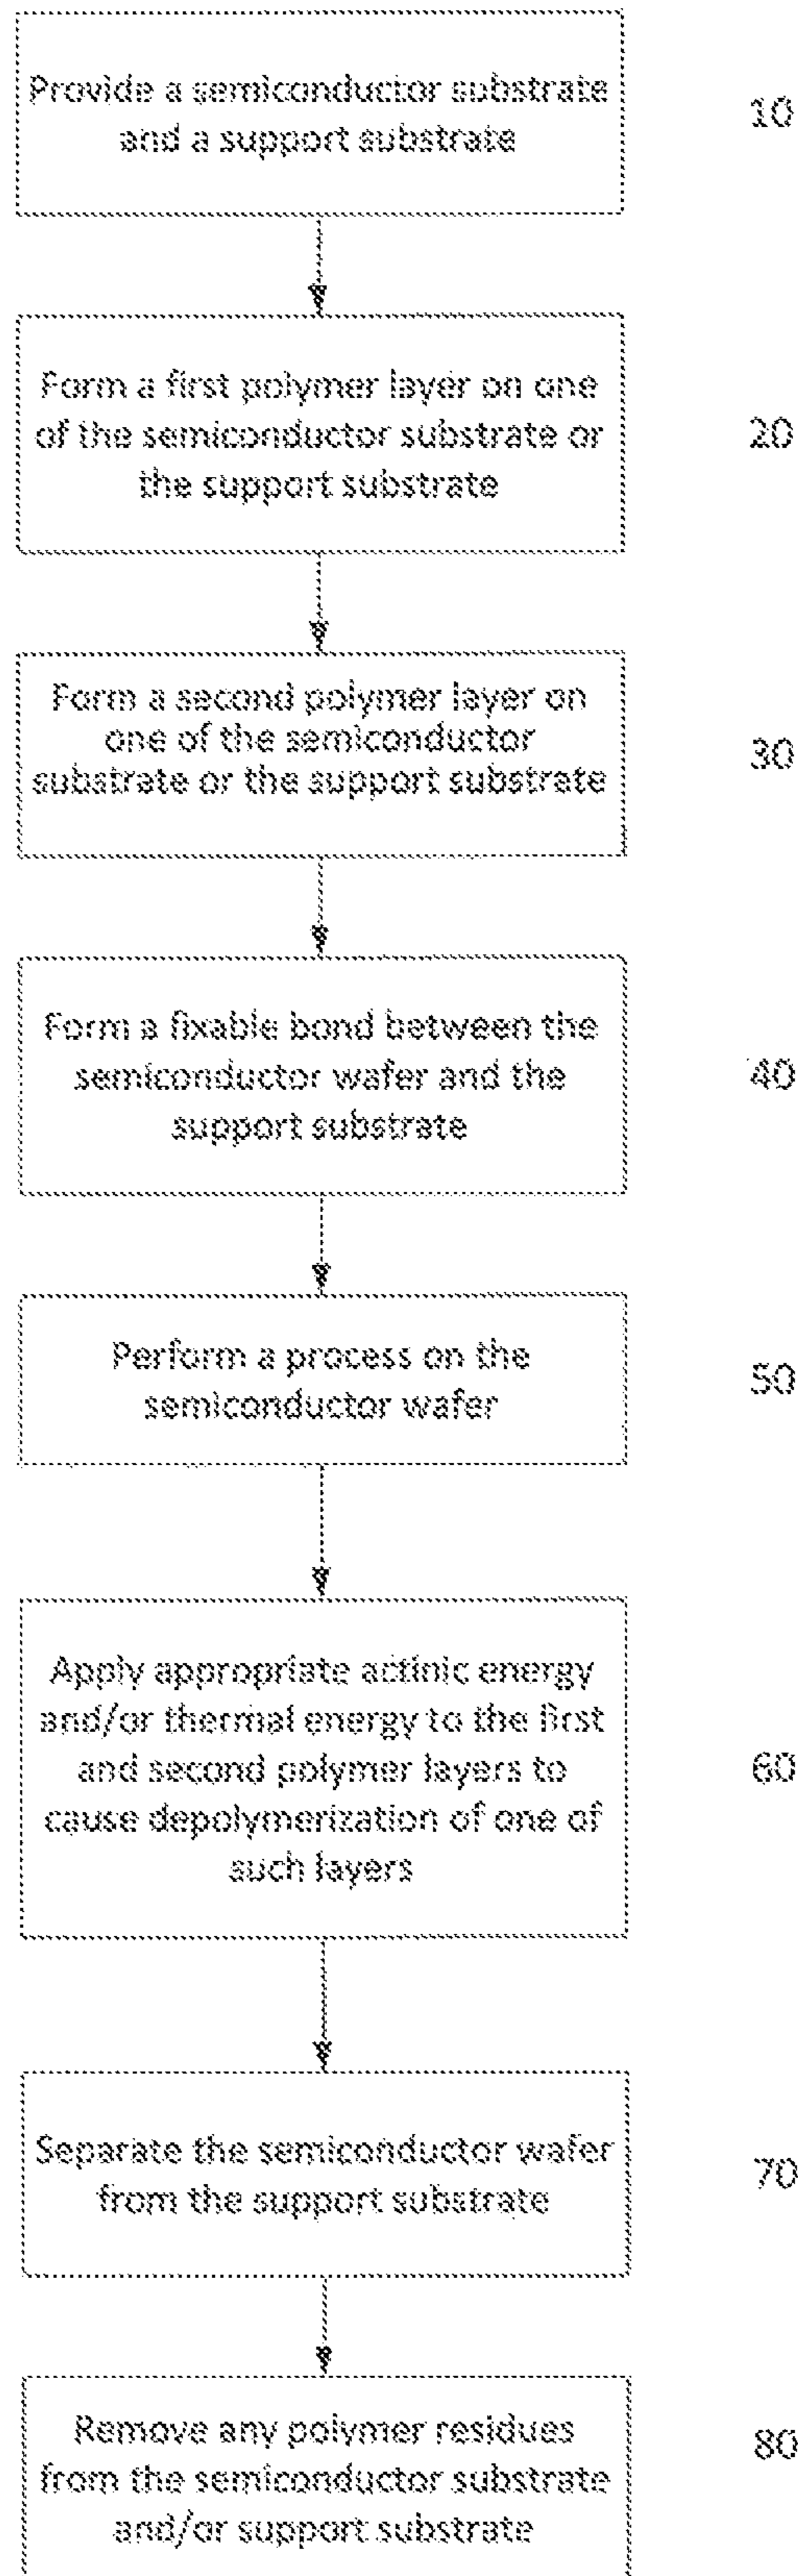 Provide a semiconductor substrate
and a support substrate
10
Form a first polymer layer on one
of the semiconductor substrate or
the support substrate
20
Form a second polymer layer on
one of the semiconductor
substrate or the support substrate
30
Form a fixable bond between the
semiconductor wafer and the
support substrate
40
Perform a process on the
semiconductor wafer
50
Apply appropriate actinic energy
and/or thermal energy to the first
and second polymer layers to
cause depolymerization of one of
such layers
60
Separate the semiconductor wafer
from the support substrate
70
Remove any polymer residues
from the semiconductor substrate
and/or support substrate
80